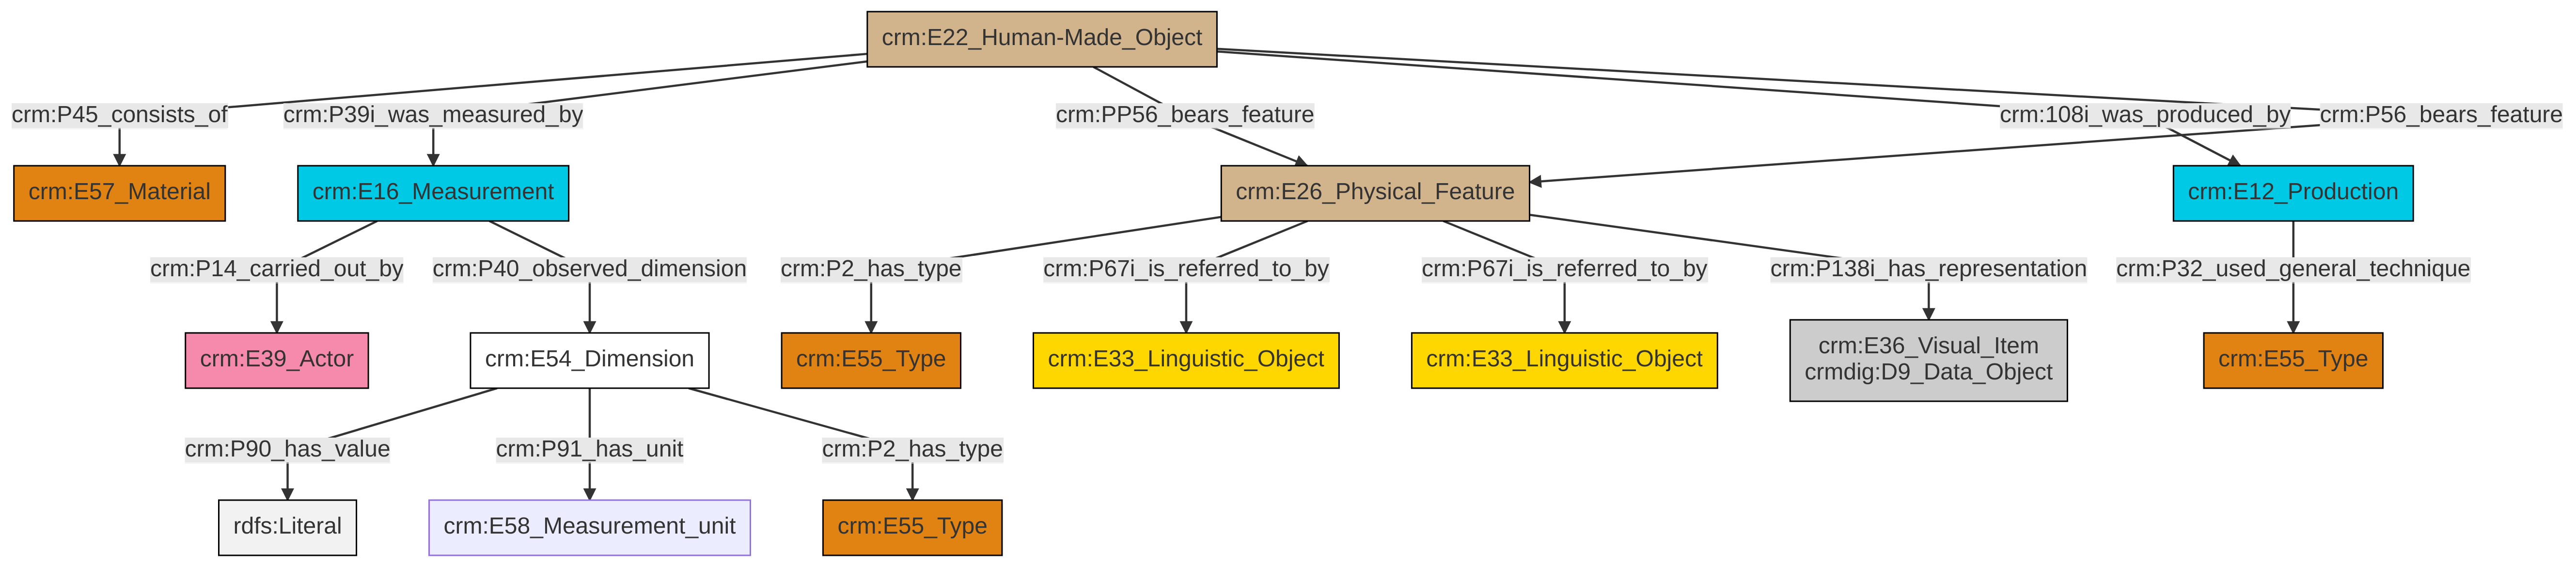 crm:E22_Human-Made_Object
crm:P45_consists_of
crm:P39i_was_measured_by
crm:PP56_bears_feature
crm:108i_was_produced_by
crm:P56_bears_feature
crm:E57_Material
crm:E16_Measurement
crm:E26_Physical_Feature
crm:E12_Production
crm:P14_carried_out_by
crm:P40_observed_dimension
crm:P2_has_type
crm:P67i_is_referred_to_by
crm:P67i_is_referred_to_by
crm:P138i_has_representation
crm:P32_used_general_technique
crm:E39_Actor
crm:E54_Dimension
crm:E55_Type
crm:E33_Linguistic_Object
crm:E33_Linguistic_Object
crm:E36_Visual_Item
crmdig:D9_Data_Object
crm:E55_Type
crm:P90_has_value
crm:P91_has_unit
crm:P2_has_type
rdfs:Literal
crm:E58_Measurement_unit
crm:E55_Type